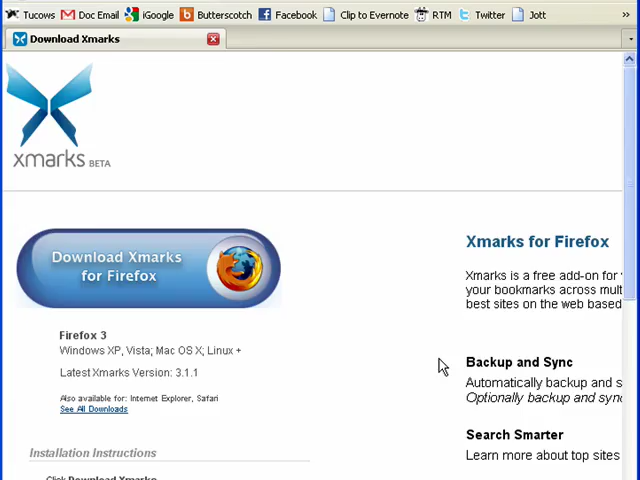 Tucows Doc Email iGoogle Butterscotch Facebook Clip to Evernote RTM Twitter Jott »
Download Xmarks
xmarks BETA
Download Xmarks
for Firefox
Firefox 3
Windows XP, Vista; Mac OS X; Linux +
Latest Xmarks Version: 3.1.1
Also available for: Internet Explorer, Safari
See All Downloads
Installation Instructions
Click Download Xmarks
Xmarks for Firefox
Xmarks is a free add-on for
your bookmarks across mult
best sites on the web based
Backup and Sync
Automatically backup and s
Optionally backup and sync
Search Smarter
Learn more about top sites